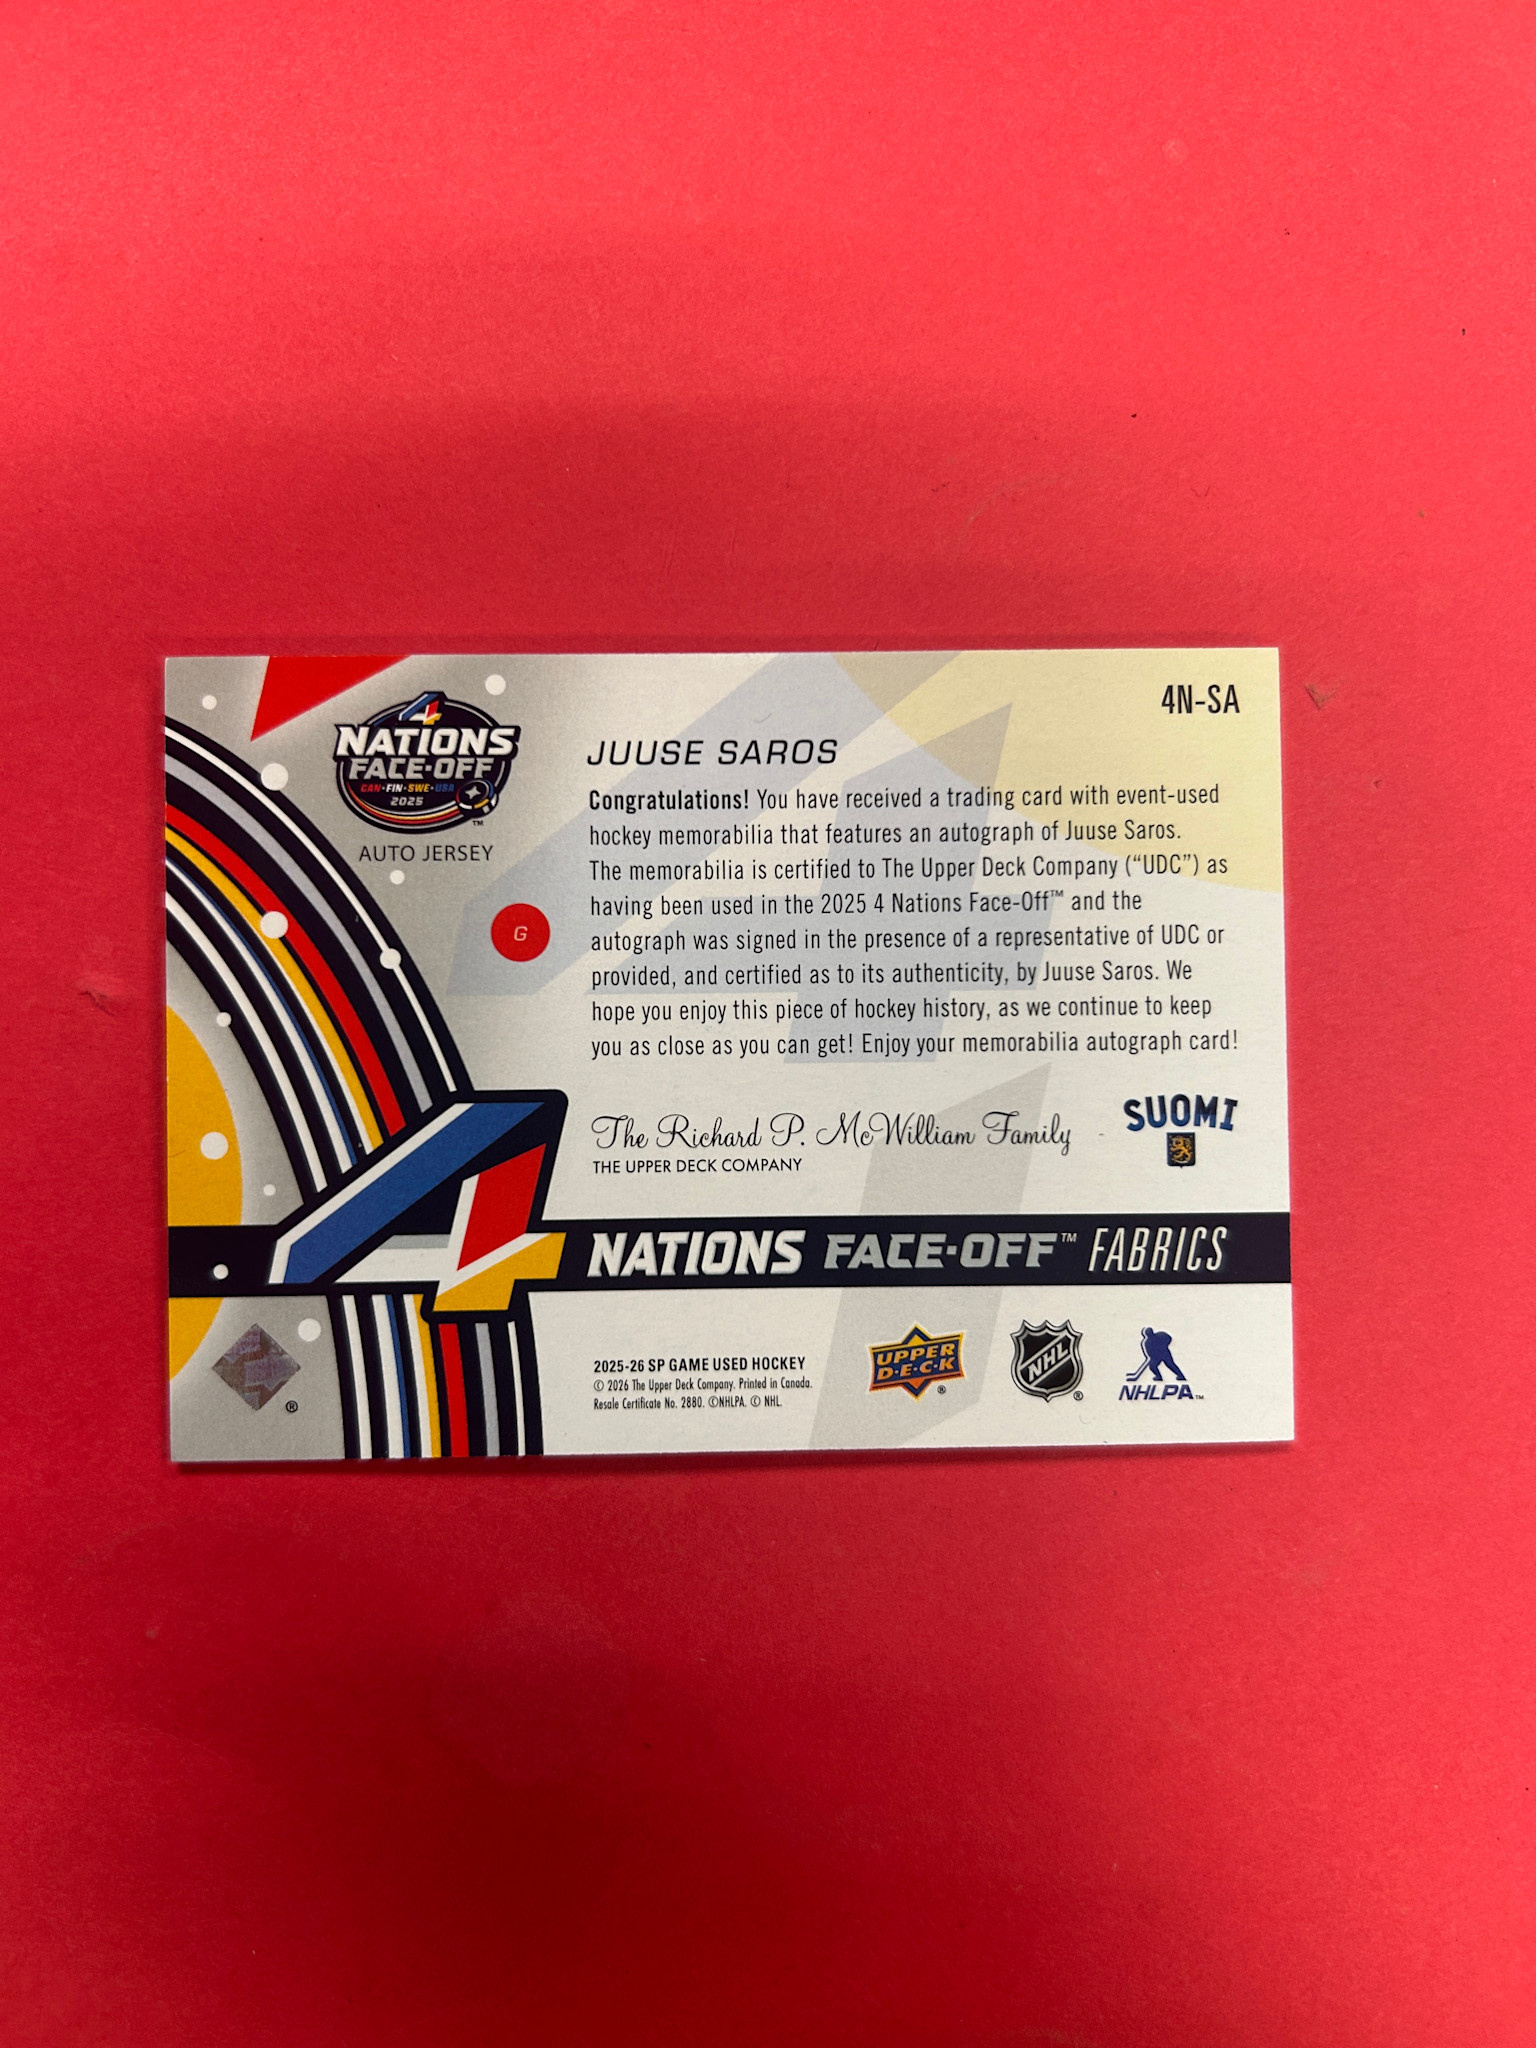 4N-SA
NATIONS
FACE-OFF
CAN•FIN•SWE•USA
2025
™
AUTO JERSEY
G
JUUSE SAROS
Congratulations! You have received a trading card with event-used
hockey memorabilia that features an autograph of Juuse Saros.
The memorabilia is certified to The Upper Deck Company (“UDC”) as
having been used in the 2025 4 Nations Face-Off™ and the
autograph was signed in the presence of a representative of UDC or
provided, and certified as to its authenticity, by Juuse Saros. We
hope you enjoy this piece of hockey history, as we continue to keep
you as close as you can get! Enjoy your memorabilia autograph card!
The Richard P. McWilliam Family
THE UPPER DECK COMPANY
SUOMI
4 NATIONS FACE-OFF™ FABRICS
®
2025-26 SP GAME USED HOCKEY
© 2026 The Upper Deck Company. Printed in Canada.
Resale Certificate No. 2880. ©NHLPA. © NHL.
UPPER
D•E•C•K
®
NHL
®
NHLPA™